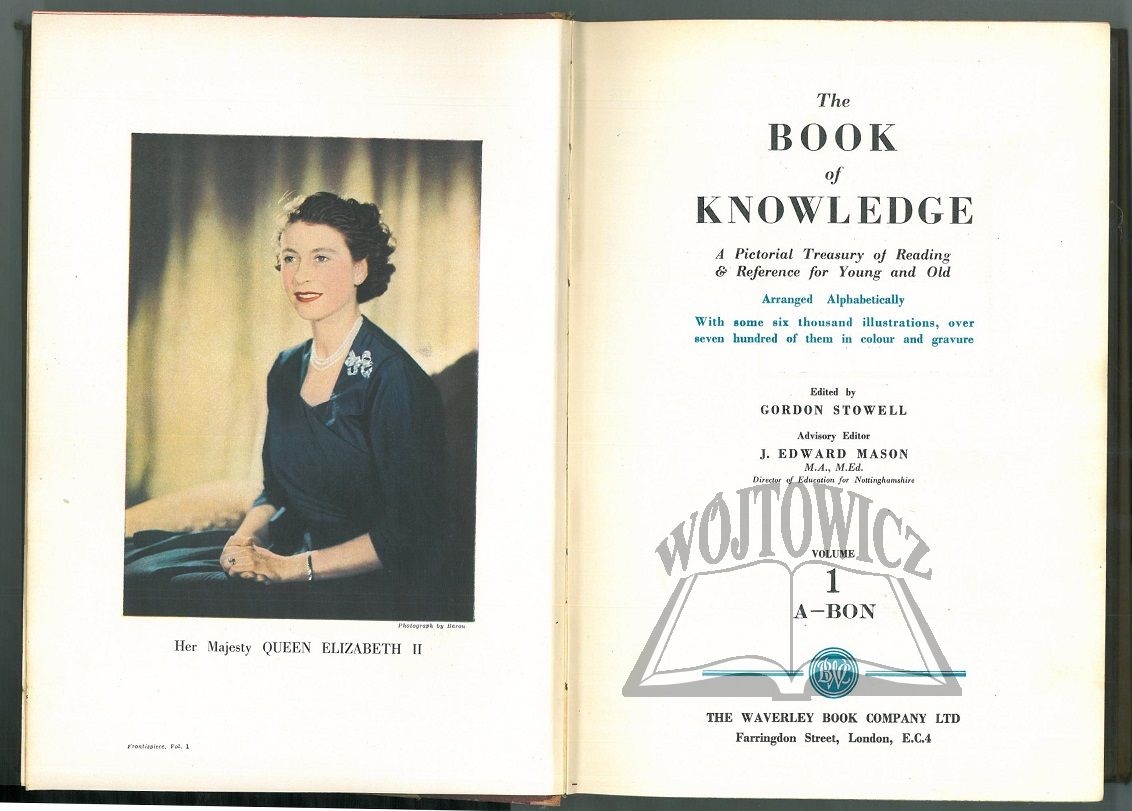 Photograph by Baron
Her Majesty QUEEN ELIZABETH II
Frontispiece, Vol. 1
The
BOOK
of
KNOWLEDGE
A Pictorial Treasury of Reading
& Reference for Young and Old
Arranged Alphabetically
With some six thousand illustrations, over
seven hundred of them in colour and gravure
Edited by
GORDON STOWELL
Advisory Editor
J. EDWARD MASON
M.A., M.Ed.
Director of Education for Nottinghamshire
WÓJTOWICZ
VOLUME
1
A–BON
WBC
THE WAVERLEY BOOK COMPANY LTD
Farringdon Street, London, E.C.4